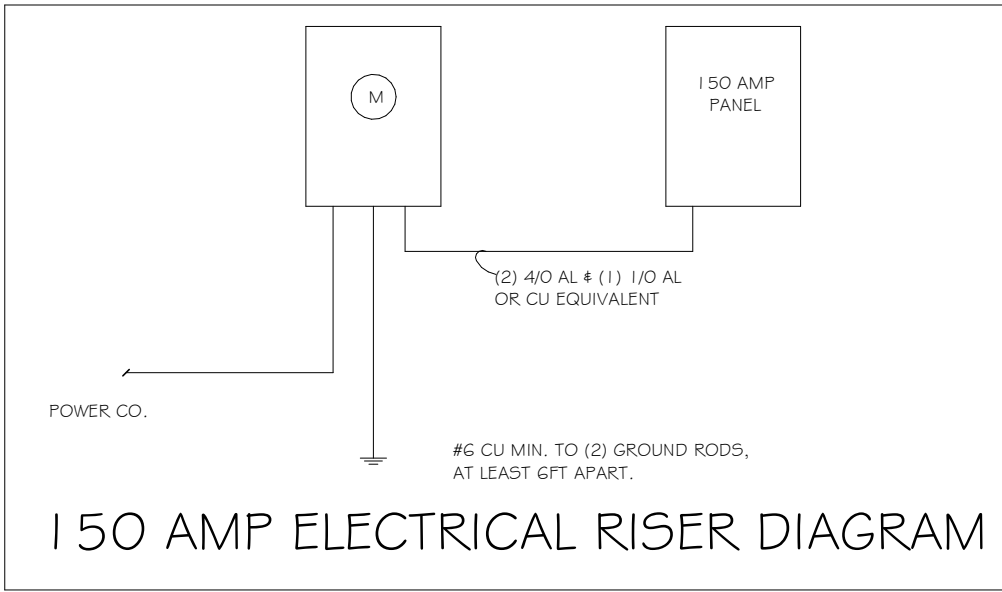 M
150 AMP
PANEL
(2) 4/0 AL & (1) 1/0 AL
OR CU EQUIVALENT
POWER CO.
#6 CU MIN. TO (2) GROUND RODS,
AT LEAST 6FT APART.
150 AMP ELECTRICAL RISER DIAGRAM